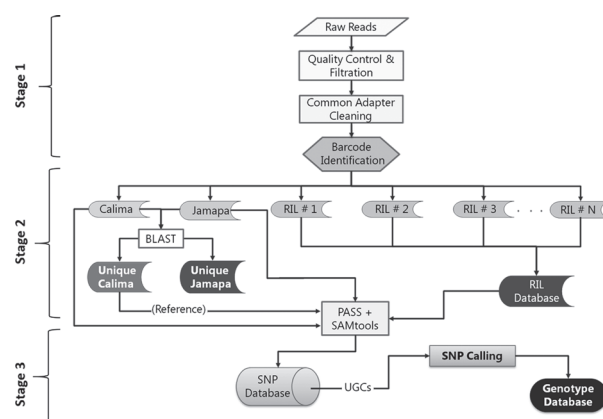 Stage 1
Raw Reads
Quality Control &
Filtration
Common Adapter
Cleaning
Barcode
Identification
Stage 2
Calima
Jamapa
RIL # 1
RIL # 2
RIL # 3
. . .
RIL # N
BLAST
Unique
Calima
Unique
Jamapa
RIL
Database
(Reference)
PASS +
SAMtools
Stage 3
SNP
Database
UGCs
SNP Calling
Genotype
Database